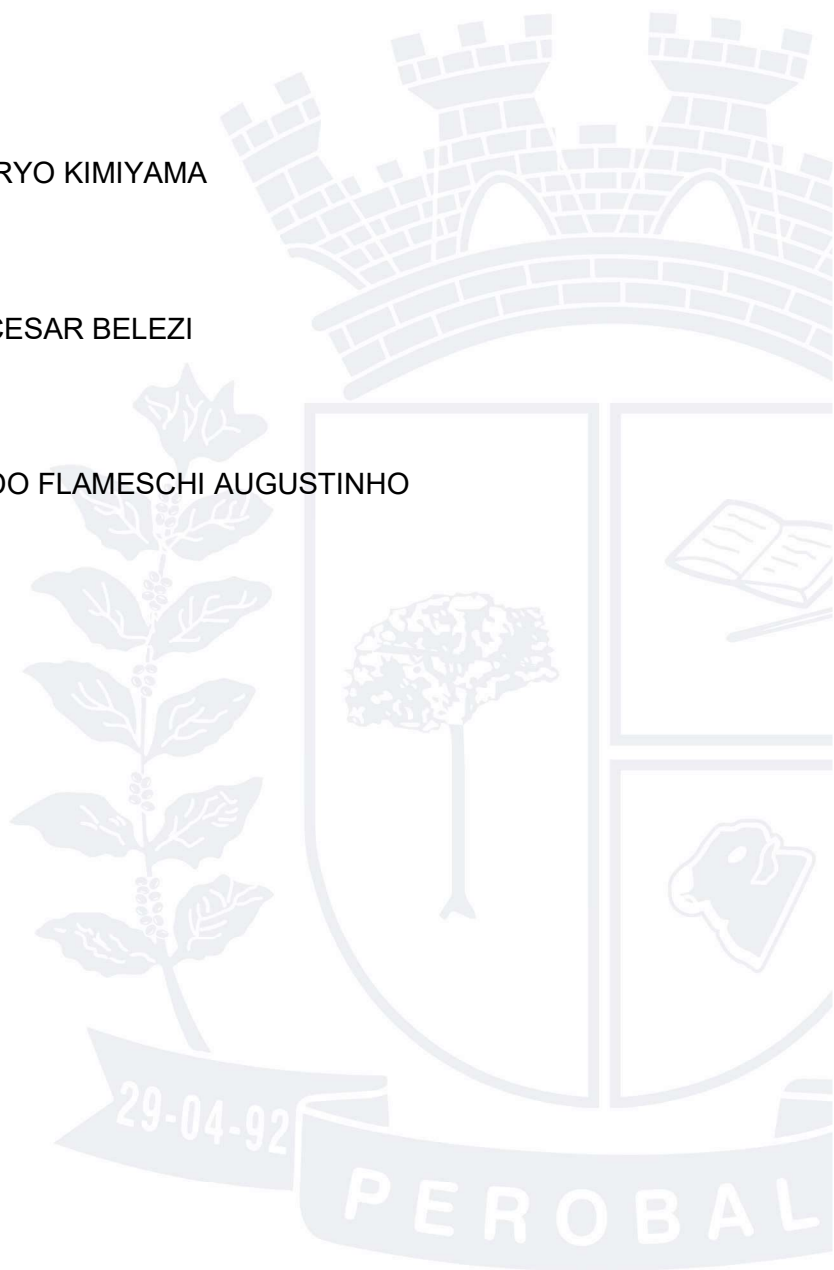 RYO KIMIYAMA
CESAR BELEZI
DO FLAMESCHI AUGUSTINHO
29-04-92
PEROBAL